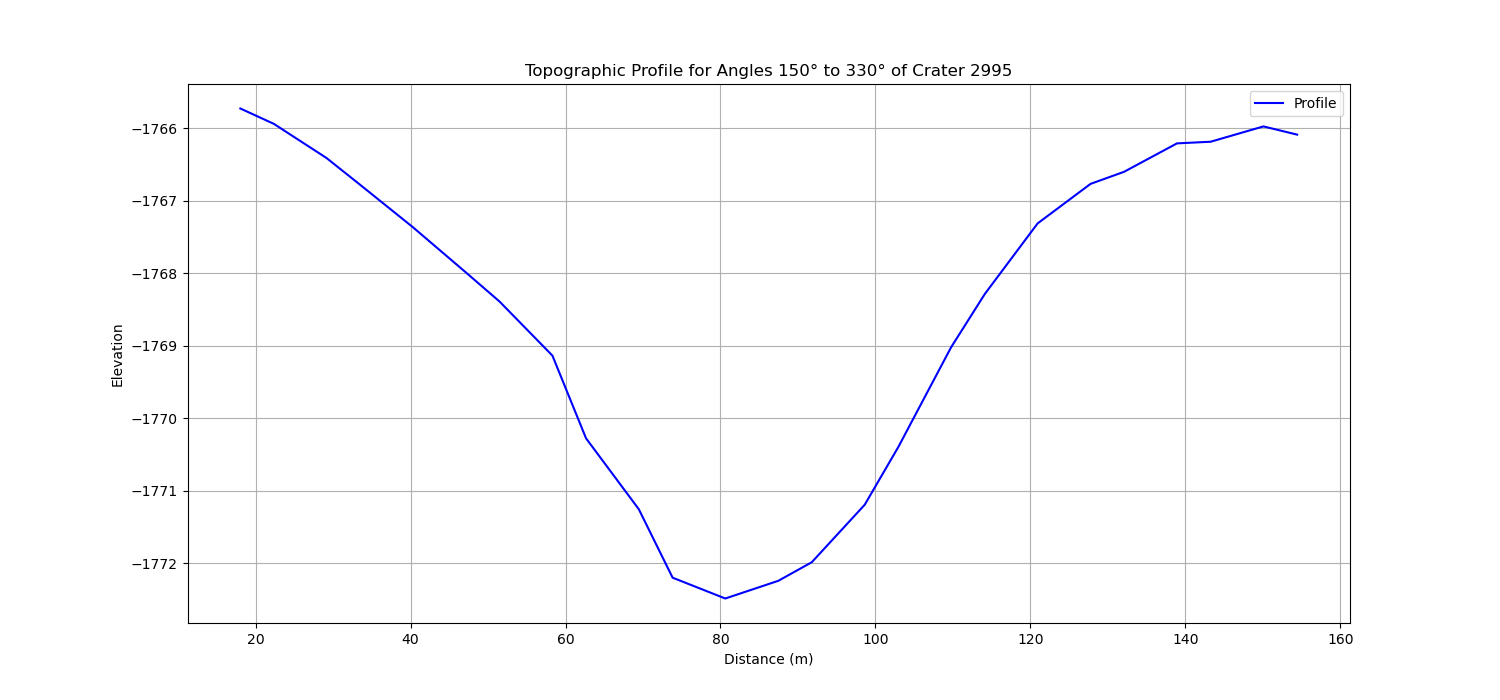 Topographic Profile for Angles 150° to 330° of Crater 2995
Profile
−1766
−1767
−1768
−1769
−1770
−1771
−1772
Elevation
20 40 60 80 100 120 140 160
Distance (m)